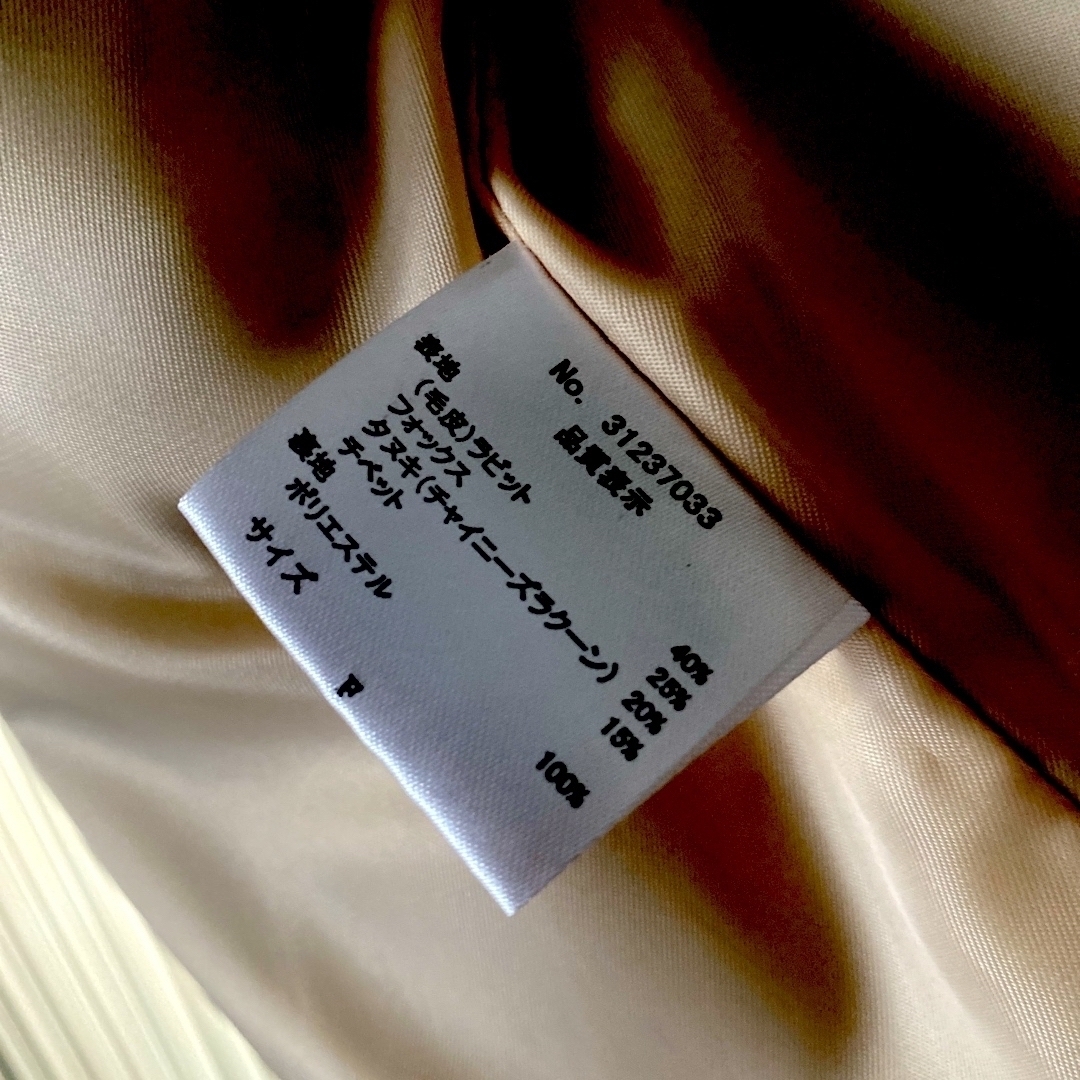 No. 31237033
品質表示
表地
(毛皮)ラビット 40%
フォックス 25%
タヌキ(チャイニーズラクーン) 20%
チベット 15%
裏地
ポリエステル 100%
サイズ
F